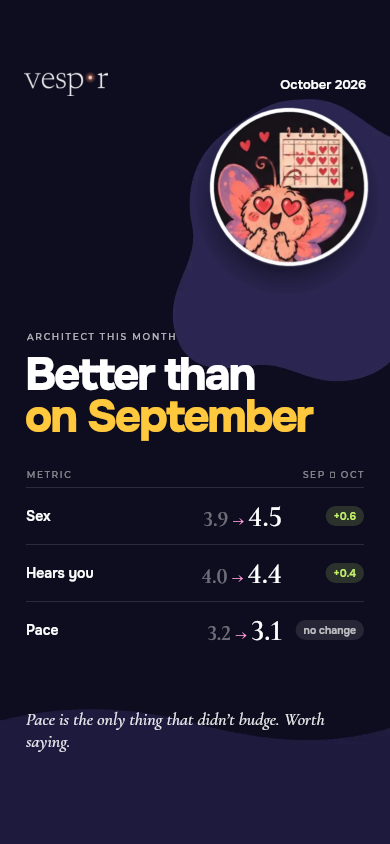 vesp•r
October 2026
ARCHITECT THIS MONTH
Better than
on September
METRIC SEP ▯ OCT
Sex 3.9 → 4.5 +0.6
Hears you 4.0 → 4.4 +0.4
Pace 3.2 → 3.1 no change
Pace is the only thing that didn't budge. Worth
saying.